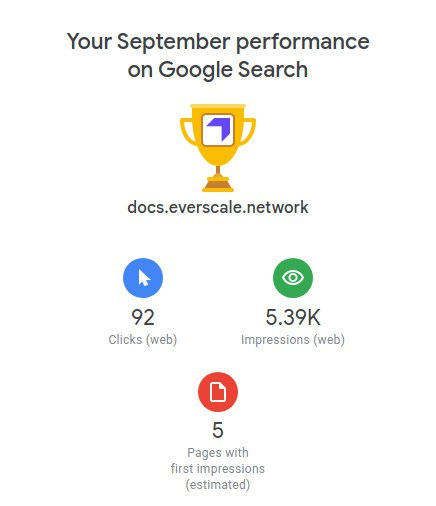 Your September performance
on Google Search
docs.everscale.network
92
Clicks (web)
5.39K
Impressions (web)
5
Pages with
first impressions
(estimated)